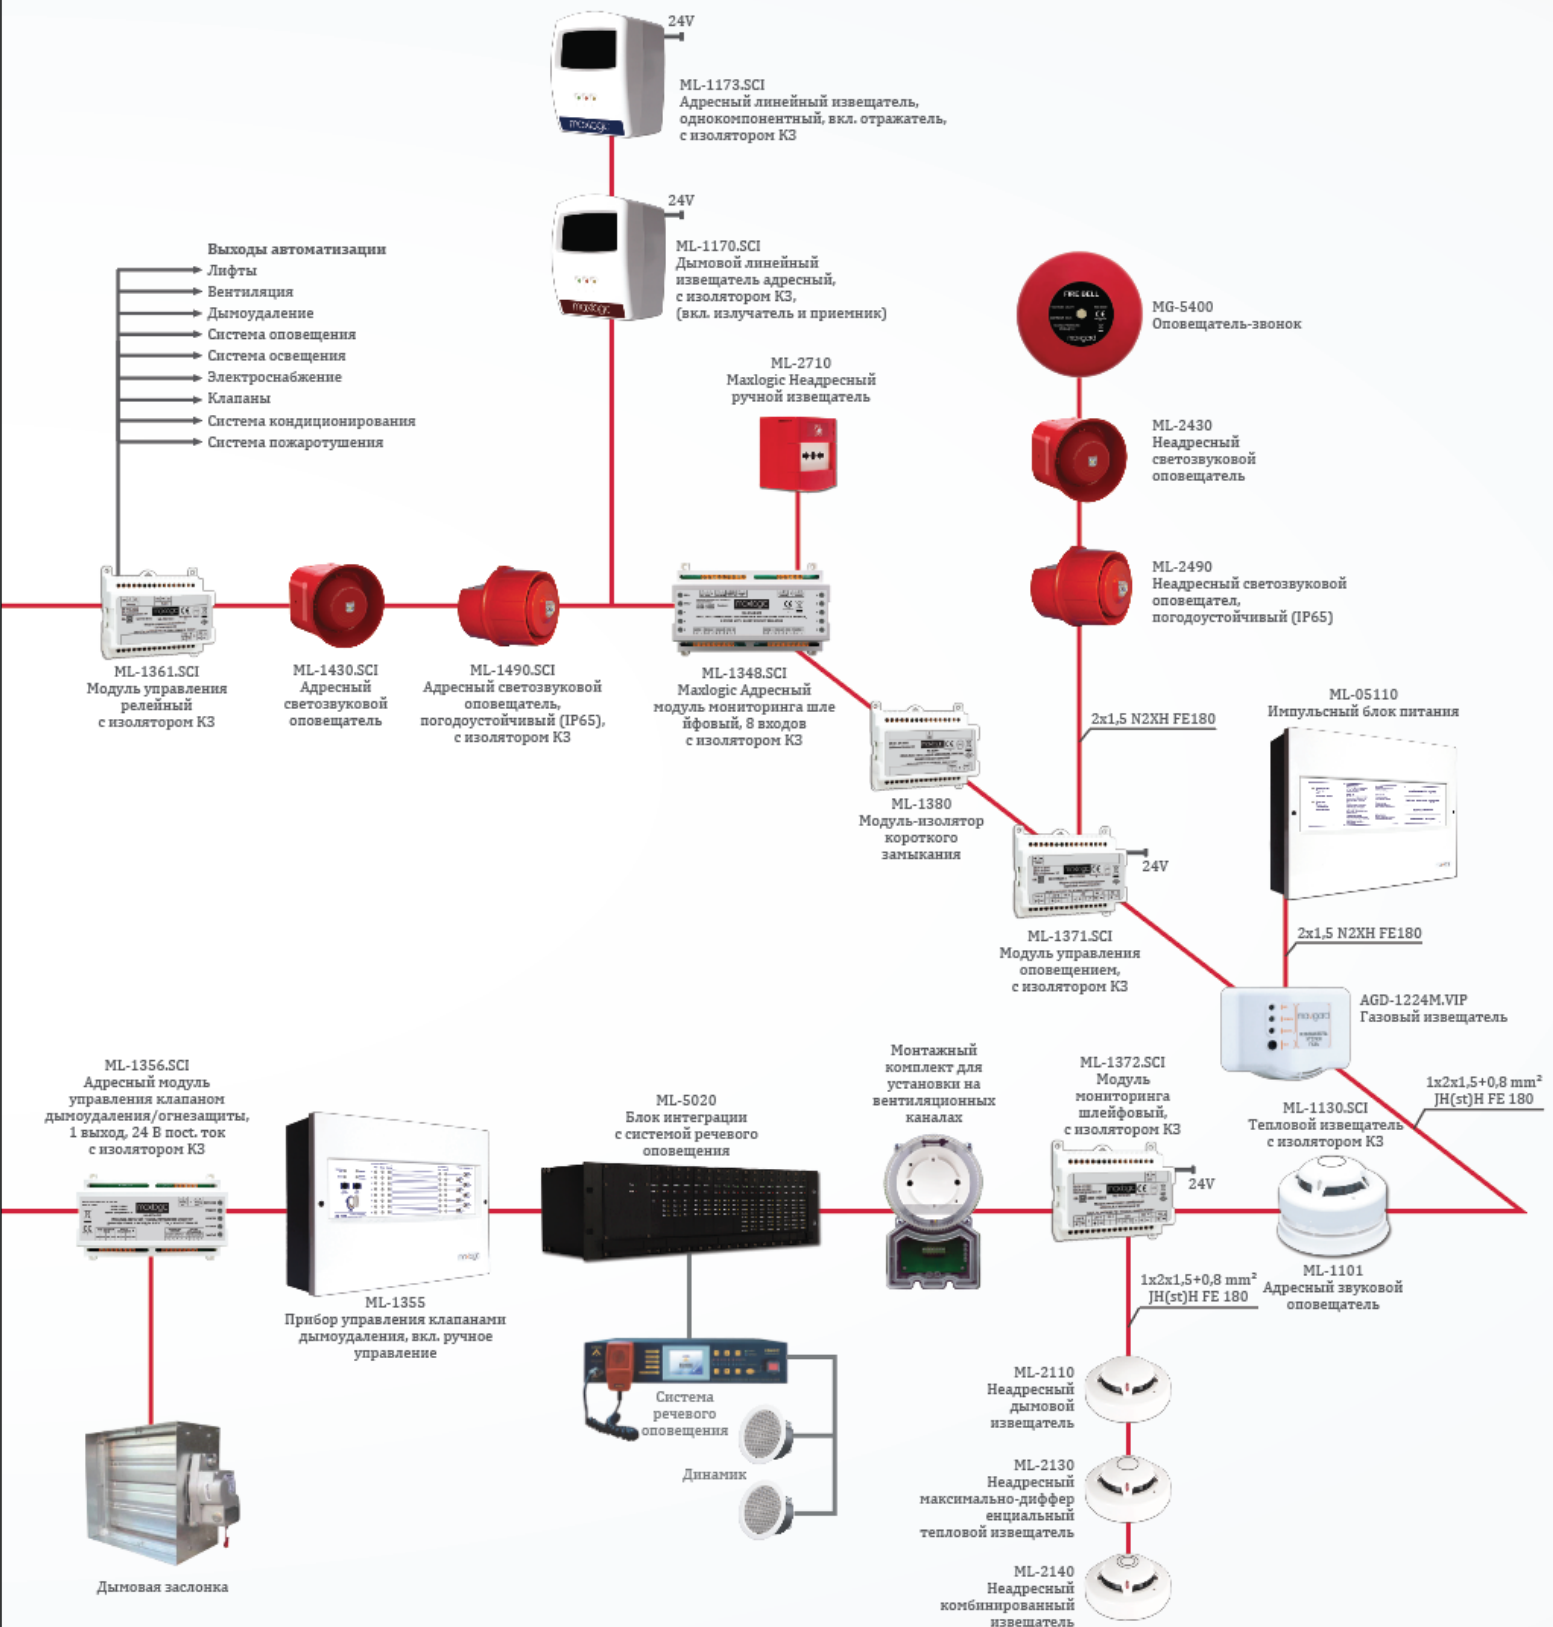 24V
ML-1173.SCI
Адресный линейный извещатель,
однокомпонентный, вкл. отражатель,
с изолятором КЗ
maxlogic
24V
ML-1170.SCI
Дымовой линейный
извещатель адресный,
с изолятором КЗ,
(вкл. излучатель и приемник)
maxlogic
Выходы автоматизации
Лифты
Вентиляция
Дымоудаление
Система оповещения
Система освещения
Электроснабжение
Клапаны
Система кондиционирования
Система пожаротушения
FIRE BELL
maxgard
MG-5400
Оповещатель-звонок
ML-2710
Maxlogic Неадресный
ручной извещатель
ML-2430
Неадресный
светозвуковой
оповещатель
ML-2490
Неадресный светозвуковой
оповещател,
погодоустойчивый (IP65)
maxlogic
maxlogic
ML-1361.SCI
Модуль управления
релейный
с изолятором КЗ
ML-1430.SCI
Адресный
светозвуковой
оповещатель
ML-1490.SCI
Адресный светозвуковой
оповещатель,
погодоустойчивый (IP65),
с изолятором КЗ
ML-1348.SCI
Maxlogic Адресный
модуль мониторинга шле
йфовый, 8 входов
с изолятором КЗ
2x1,5 N2XH FE180
ML-05110
Импульсный блок питания
maxlogic
ML-1380
Модуль-изолятор
короткого
замыкания
maxlogic
24V
ML-1371.SCI
Модуль управления
оповещением,
с изолятором КЗ
2x1,5 N2XH FE180
maxgard
AGD-1224M.VIP
Газовый извещатель
ML-1356.SCI
Адресный модуль
управления клапаном
дымоудаления/огнезащиты,
1 выход, 24 В пост. ток
с изолятором КЗ
maxlogic
ML-1355
Прибор управления клапанами
дымоудаления, вкл. ручное
управление
ML-5020
Блок интеграции
с системой речевого
оповещения
Монтажный
комплект для
установки на
вентиляционных
каналах
ML-1372.SCI
Модуль
мониторинга
шлейфовый,
с изолятором КЗ
maxlogic
24V
1x2x1,5+0,8 mm²
JH(st)H FE 180
ML-1130.SCI
Тепловой извещатель
с изолятором КЗ
ML-1101
Адресный звуковой
оповещатель
1x2x1,5+0,8 mm²
JH(st)H FE 180
Система
речевого
оповещения
Динамик
ML-2110
Неадресный
дымовой
извещатель
ML-2130
Неадресный
максимально-диффер
енциальный
тепловой извещатель
ML-2140
Неадресный
комбинированный
извещатель
Дымовая заслонка